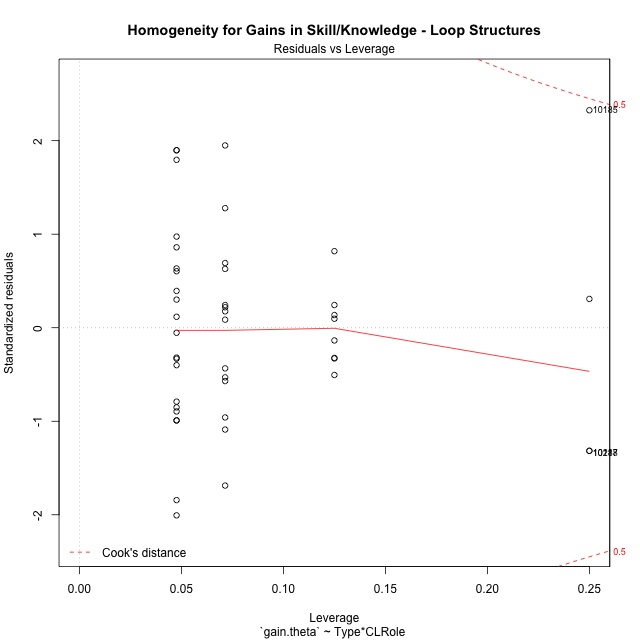 Homogeneity for Gains in Skill/Knowledge - Loop Structures
Residuals vs Leverage
0.5
10185
2
1
0
-1
-2
Standardized residuals
0.5
Cook's distance
0.00
0.05
0.10
0.15
0.20
0.25
Leverage
`gain.theta` ~ Type*CLRole